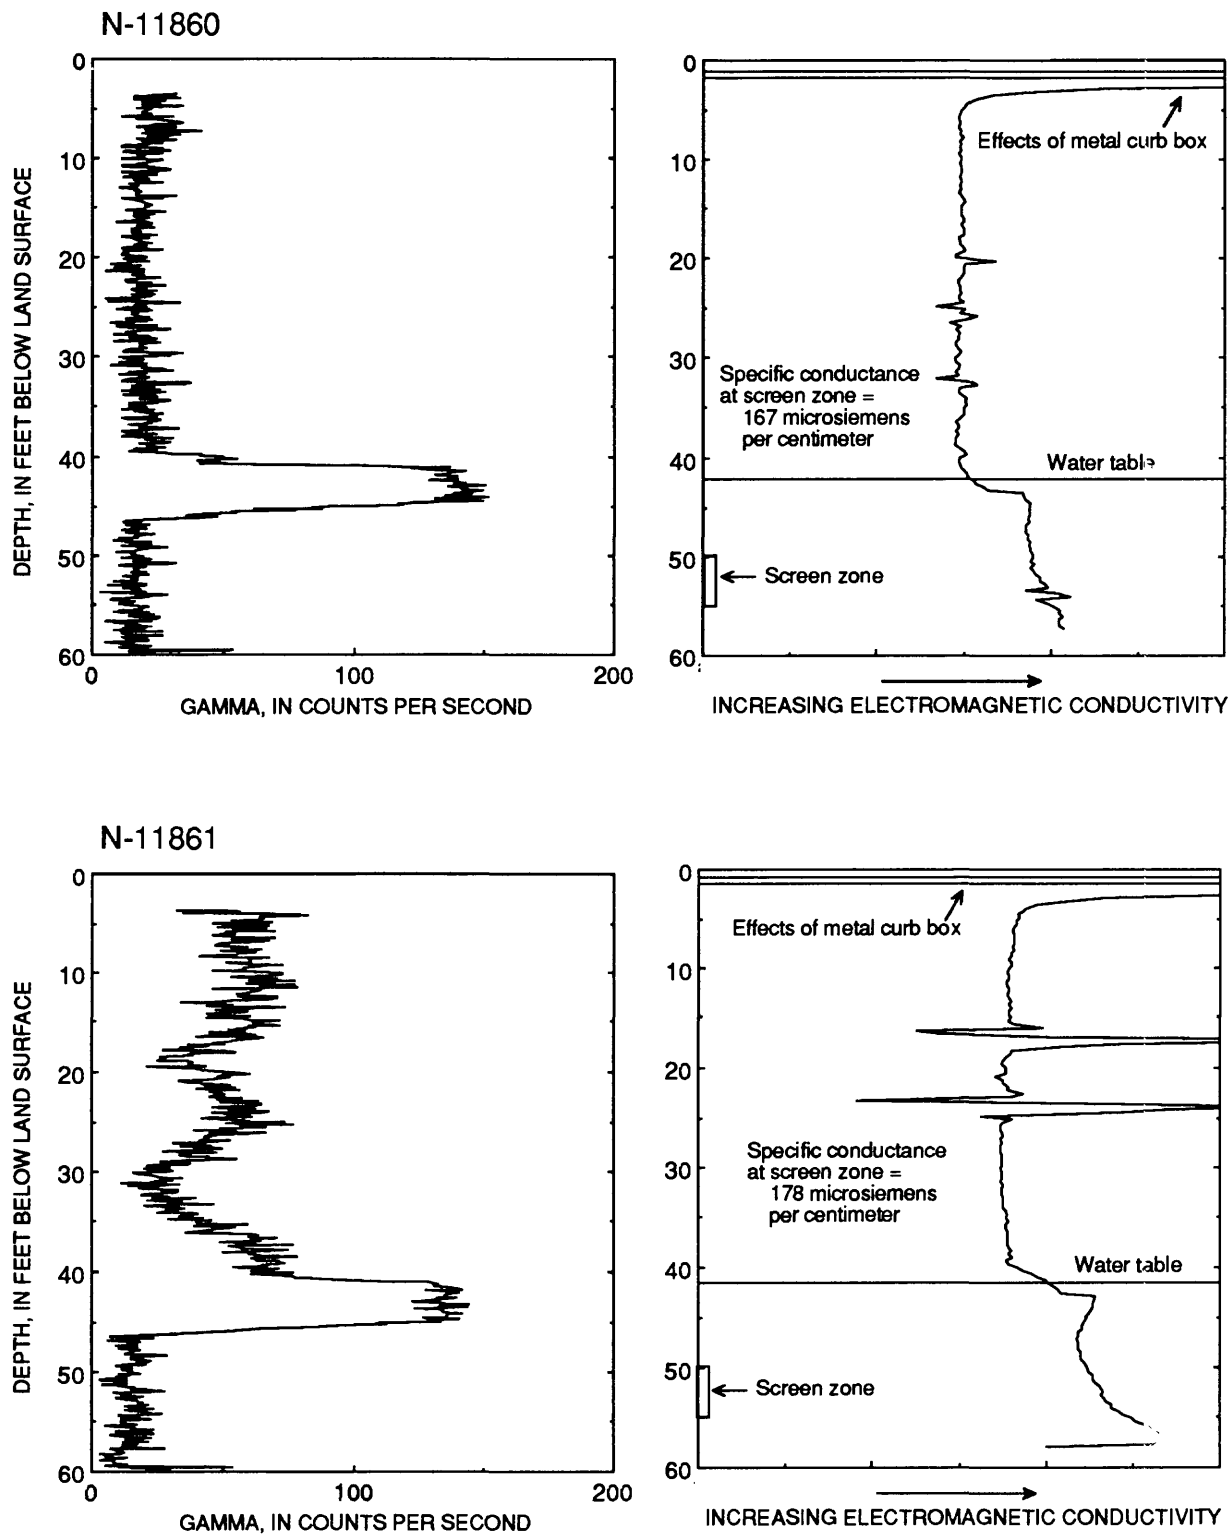 N-11860
0
10
20
30
40
50
60
DEPTH, IN FEET BELOW LAND SURFACE
0
100
200
GAMMA, IN COUNTS PER SECOND
0
10
20
30
40
50
60
Effects of metal curb box
Specific conductance
at screen zone =
167 microsiemens
per centimeter
Water table
Screen zone
INCREASING ELECTROMAGNETIC CONDUCTIVITY
N-11861
0
10
20
30
40
50
60
DEPTH, IN FEET BELOW LAND SURFACE
0
100
200
GAMMA, IN COUNTS PER SECOND
0
10
20
30
40
50
60
Effects of metal curb box
Specific conductance
at screen zone =
178 microsiemens
per centimeter
Water table
Screen zone
INCREASING ELECTROMAGNETIC CONDUCTIVITY